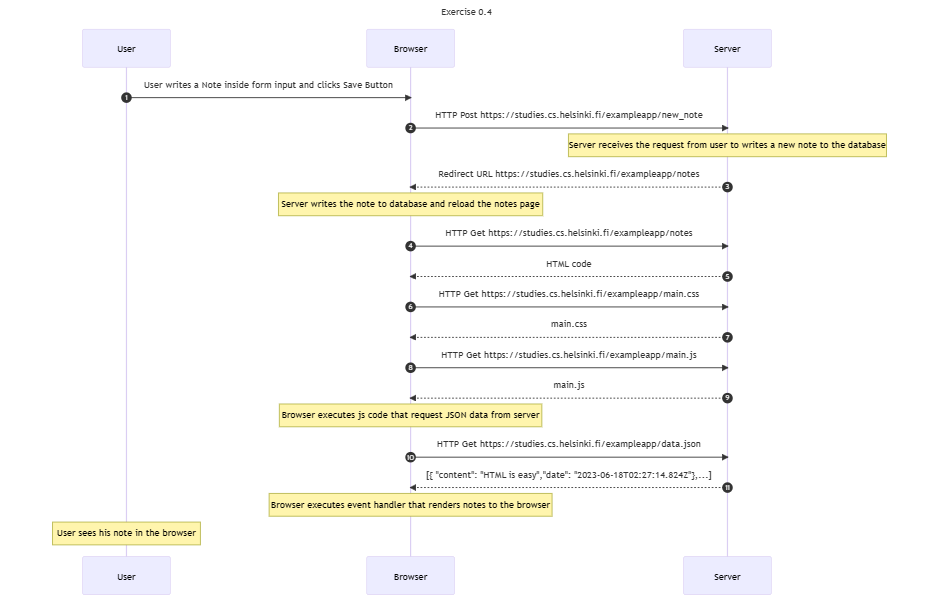 Exercise 0.4
User
Browser
Server
User writes a Note inside form input and clicks Save Button
1
HTTP Post https://studies.cs.helsinki.fi/exampleapp/new_note
2
Server receives the request from user to writes a new note to the database
Redirect URL https://studies.cs.helsinki.fi/exampleapp/notes
3
Server writes the note to database and reload the notes page
HTTP Get https://studies.cs.helsinki.fi/exampleapp/notes
4
HTML code
5
HTTP Get https://studies.cs.helsinki.fi/exampleapp/main.css
6
main.css
7
HTTP Get https://studies.cs.helsinki.fi/exampleapp/main.js
8
main.js
9
Browser executes js code that request JSON data from server
HTTP Get https://studies.cs.helsinki.fi/exampleapp/data.json
10
[{ "content": "HTML is easy","date": "2023-06-18T02:27:14.824Z"},...]
11
Browser executes event handler that renders notes to the browser
User sees his note in the browser
User
Browser
Server